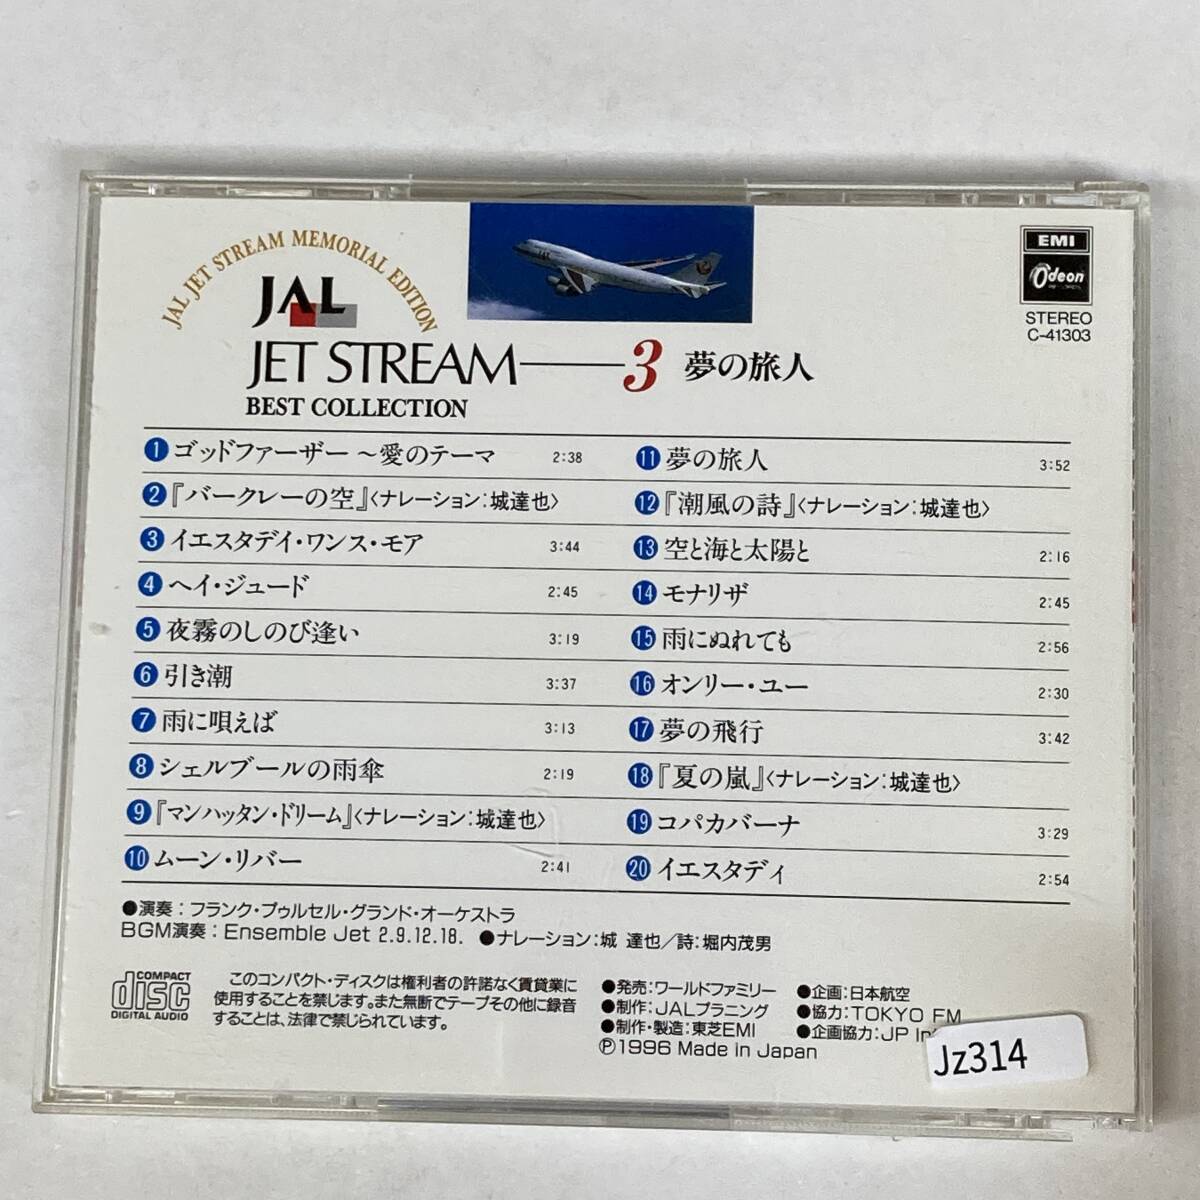 JAL JET STREAM MEMORIAL EDITION
JAL
JET STREAM — 3 夢の旅人
BEST COLLECTION
EMI
Odeon
STEREO
C-41303
1 ゴッドファーザー～愛のテーマ 2:38
2 『バークレーの空』〈ナレーション:城達也〉
3 イエスタデイ・ワンス・モア 3:44
4 ヘイ・ジュード 2:45
5 夜霧のしのび逢い 3:19
6 引き潮 3:37
7 雨に唄えば 3:13
8 シェルブールの雨傘 2:19
9 『マンハッタン・ドリーム』〈ナレーション:城達也〉
10 ムーン・リバー 2:41
11 夢の旅人 3:52
12 『潮風の詩』〈ナレーション:城達也〉
13 空と海と太陽と 2:16
14 モナリザ 2:45
15 雨にぬれても 2:56
16 オンリー・ユー 2:30
17 夢の飛行 3:42
18 『夏の嵐』〈ナレーション:城達也〉
19 コパカバーナ 3:29
20 イエスタディ 2:54
●演奏:フランク・プゥルセル・グランド・オーケストラ
BGM演奏:Ensemble Jet 2.9.12.18. ●ナレーション:城 達也/詩:堀内茂男
COMPACT
disc
DIGITAL AUDIO
このコンパクト・ディスクは権利者の許諾なく賃貸業に
使用することを禁じます。また無断でテープその他に録音
することは、法律で禁じられています。
●発売:ワールドファミリー
●制作:JALプラニング
●制作・製造:東芝EMI
Ⓟ1996 Made in Japan
●企画:日本航空
●協力:TOKYO FM
●企画協力:JP
Jz314